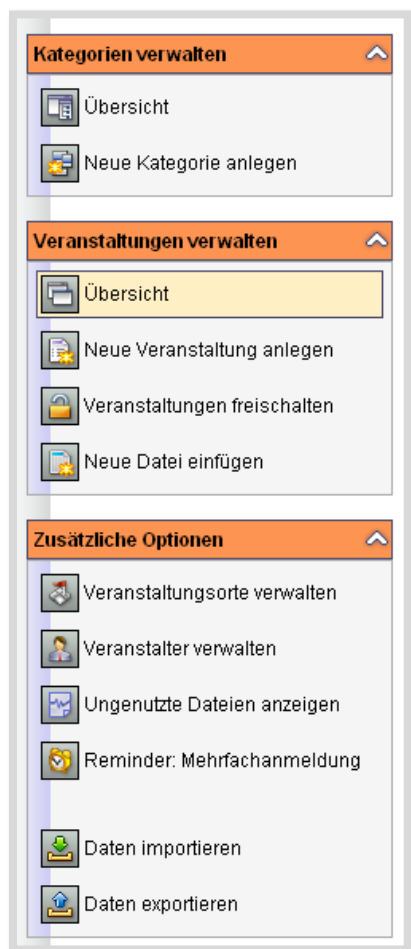 Kategorien verwalten
Übersicht
Neue Kategorie anlegen
Veranstaltungen verwalten
Übersicht
Neue Veranstaltung anlegen
Veranstaltungen freischalten
Neue Datei einfügen
Zusätzliche Optionen
Veranstaltungsorte verwalten
Veranstalter verwalten
Ungenutzte Dateien anzeigen
Reminder: Mehrfachanmeldung
Daten importieren
Daten exportieren